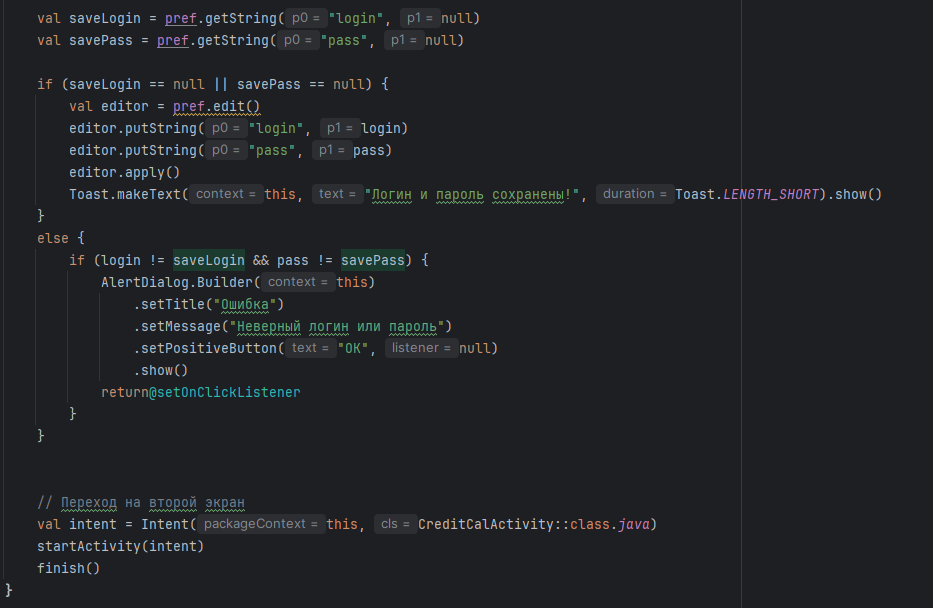 val saveLogin = pref.getString( p0 = "login", p1 = null)
val savePass = pref.getString( p0 = "pass", p1 = null)
if (saveLogin == null || savePass == null) {
val editor = pref.edit()
editor.putString( p0 = "login", p1 = login)
editor.putString( p0 = "pass", p1 = pass)
editor.apply()
Toast.makeText( context = this, text = "Логин и пароль сохранены!", duration = Toast.LENGTH_SHORT).show()
}
else {
if (login != saveLogin && pass != savePass) {
AlertDialog.Builder( context = this)
.setTitle("Ошибка")
.setMessage("Неверный логин или пароль")
.setPositiveButton( text = "OK", listener = null)
.show()
return@setOnClickListener
}
}
// Переход на второй экран
val intent = Intent( packageContext = this, cls = CreditCalActivity::class.java)
startActivity(intent)
finish()
}